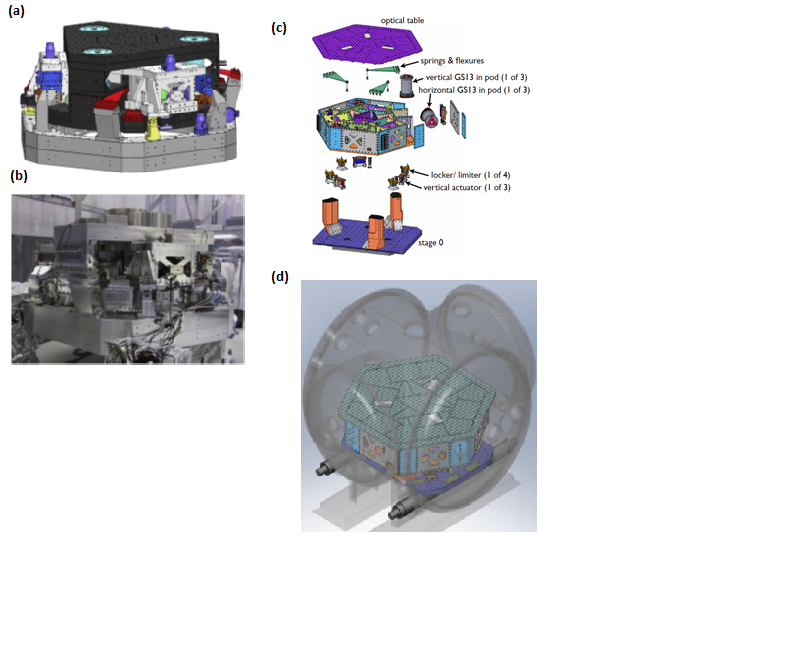 (a)
(b)
(c)
optical table
springs & flexures
vertical GS13 in pod (1 of 3)
horizontal GS13 in pod (1 of 3)
locker/ limiter (1 of 4)
vertical actuator (1 of 3)
stage 0
(d)